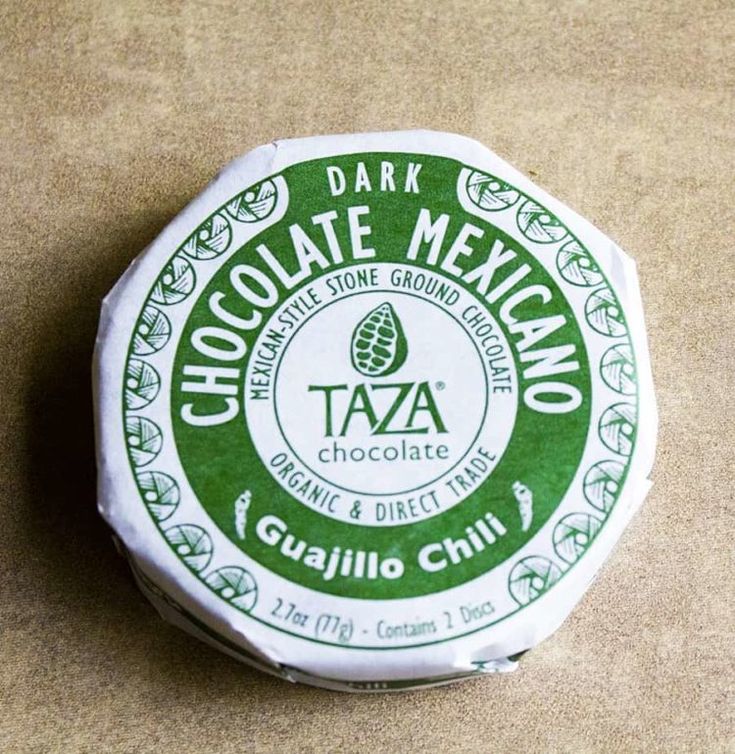 DARK
CHOCOLATE MEXICANO
MEXICAN-STYLE STONE GROUND CHOCOLATE
TAZA®
chocolate
ORGANIC & DIRECT TRADE
Guajillo Chili
2.7oz (77g) - Contains 2 Discs